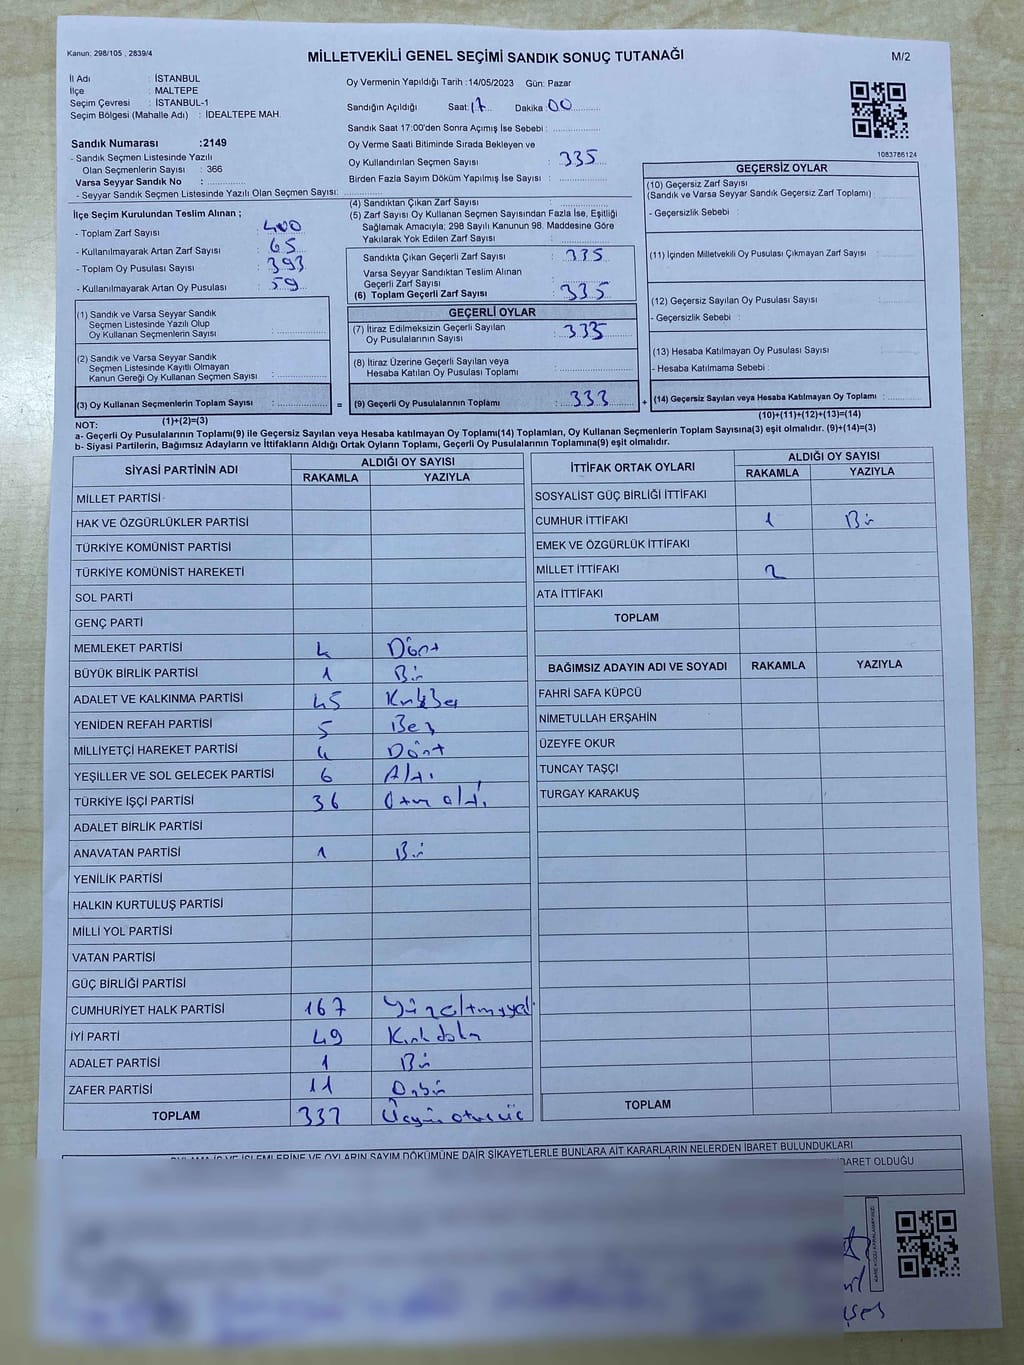 Kanun: 298/105 , 2839/4
MİLLETVEKİLİ GENEL SEÇİMİ SANDIK SONUÇ TUTANAĞI
M/2
İl Adı : İSTANBUL
İlçe : MALTEPE
Seçim Çevresi : İSTANBUL-1
Seçim Bölgesi (Mahalle Adı) : İDEALTEPE MAH.
Oy Vermenin Yapıldığı Tarih :14/05/2023 Gün: Pazar
Sandığın Açıldığı Saat: 17 Dakika: 00
Sandık Saat 17:00'den Sonra Açımış İse Sebebi :
Sandık Numarası :2149
- Sandık Seçmen Listesinde Yazılı
Olan Seçmenlerin Sayısı : 366
Varsa Seyyar Sandık No :
- Seyyar Sandık Seçmen Listesinde Yazılı Olan Seçmen Sayısı:
Oy Verme Saati Bitiminde Sırada Bekleyen ve
Oy Kullandırılan Seçmen Sayısı : 335
Birden Fazla Sayım Döküm Yapılmış İse Sayısı :
1083786124
İlçe Seçim Kurulundan Teslim Alınan ;
- Toplam Zarf Sayısı : 400
- Kullanılmayarak Artan Zarf Sayısı : 65
- Toplam Oy Pusulası Sayısı : 393
- Kullanılmayarak Artan Oy Pusulası : 59
(1) Sandık ve Varsa Seyyar Sandık
Seçmen Listesinde Yazılı Olup
Oy Kullanan Seçmenlerin Sayısı :
(2) Sandık ve Varsa Seyyar Sandık
Seçmen Listesinde Kayıtlı Olmayan
Kanun Gereği Oy Kullanan Seçmen Sayısı :
(3) Oy Kullanan Seçmenlerin Toplam Sayısı :
(1)+(2)=(3)
(4) Sandıktan Çıkan Zarf Sayısı :
(5) Zarf Sayısı Oy Kullanan Seçmen Sayısından Fazla İse, Eşitliği
Sağlamak Amacıyla; 298 Sayılı Kanunun 98. Maddesine Göre
Yakılarak Yok Edilen Zarf Sayısı :
Sandıkta Çıkan Geçerli Zarf Sayısı : 335
Varsa Seyyar Sandıktan Teslim Alınan
Geçerli Zarf Sayısı :
(6) Toplam Geçerli Zarf Sayısı : 335
GEÇERLİ OYLAR
(7) İtiraz Edilmeksizin Geçerli Sayılan
Oy Pusulalarının Sayısı : 333
(8) İtiraz Üzerine Geçerli Sayılan veya
Hesaba Katılan Oy Pusulası Toplamı :
= (9) Geçerli Oy Pusulalarının Toplamı : 333
GEÇERSİZ OYLAR
(10) Geçersiz Zarf Sayısı
(Sandık ve Varsa Seyyar Sandık Geçersiz Zarf Toplamı) :
- Geçersizlik Sebebi :
(11) İçinden Milletvekili Oy Pusulası Çıkmayan Zarf Sayısı :
(12) Geçersiz Sayılan Oy Pusulası Sayısı :
- Geçersizlik Sebebi :
(13) Hesaba Katılmayan Oy Pusulası Sayısı :
- Hesaba Katılmama Sebebi :
+ (14) Geçersiz Sayılan veya Hesaba Katılmayan Oy Toplamı :
(10)+(11)+(12)+(13)=(14)
NOT:
a- Geçerli Oy Pusulalarının Toplamı(9) ile Geçersiz Sayılan veya Hesaba katılmayan Oy Toplamı(14) Toplamları, Oy Kullanan Seçmenlerin Toplam Sayısına(3) eşit olmalıdır. (9)+(14)=(3)
b- Siyasi Partilerin, Bağımsız Adayların ve İttifakların Aldığı Ortak Oyların Toplamı, Geçerli Oy Pusulalarının Toplamına(9) eşit olmalıdır.
SİYASİ PARTİNİN ADI
ALDIĞI OY SAYISI
RAKAMLA YAZIYLA
MİLLET PARTİSİ
HAK VE ÖZGÜRLÜKLER PARTİSİ
TÜRKİYE KOMÜNİST PARTİSİ
TÜRKİYE KOMÜNİST HAREKETİ
SOL PARTİ
GENÇ PARTİ
MEMLEKET PARTİSİ 4 Dört
BÜYÜK BİRLİK PARTİSİ 1 Bir
ADALET VE KALKINMA PARTİSİ 45 Kırkbeş
YENİDEN REFAH PARTİSİ 5 Beş
MİLLİYETÇİ HAREKET PARTİSİ 4 Dört
YEŞİLLER VE SOL GELECEK PARTİSİ 6 Altı
TÜRKİYE İŞÇİ PARTİSİ 36 Otuz altı
ADALET BİRLİK PARTİSİ
ANAVATAN PARTİSİ 1 Bir
YENİLİK PARTİSİ
HALKIN KURTULUŞ PARTİSİ
MİLLİ YOL PARTİSİ
VATAN PARTİSİ
GÜÇ BİRLİĞİ PARTİSİ
CUMHURİYET HALK PARTİSİ 167 Yüzaltmışyedi
İYİ PARTİ 49 Kırkdokuz
ADALET PARTİSİ 1 Bir
ZAFER PARTİSİ 11 Onbir
TOPLAM Üçyüzotuzüç
İTTİFAK ORTAK OYLARI
ALDIĞI OY SAYISI
RAKAMLA YAZIYLA
SOSYALİST GÜÇ BİRLİĞİ İTTİFAKI
CUMHUR İTTİFAKI 1 Bir
EMEK VE ÖZGÜRLÜK İTTİFAKI
MİLLET İTTİFAKI 2
ATA İTTİFAKI
TOPLAM
BAĞIMSIZ ADAYIN ADI VE SOYADI RAKAMLA YAZIYLA
FAHRİ SAFA KÜPCÜ
NİMETULLAH ERŞAHİN
ÜZEYFE OKUR
TUNCAY TAŞÇI
TURGAY KARAKUŞ
TOPLAM
OYLAMA İŞ VE İŞLEMLERİNE VE OYLARIN SAYIM DÖKÜMÜNE DAİR ŞİKAYETLERLE BUNLARA AİT KARARLARIN NELERDEN İBARET BULUNDUKLARI
BARET OLDUĞU